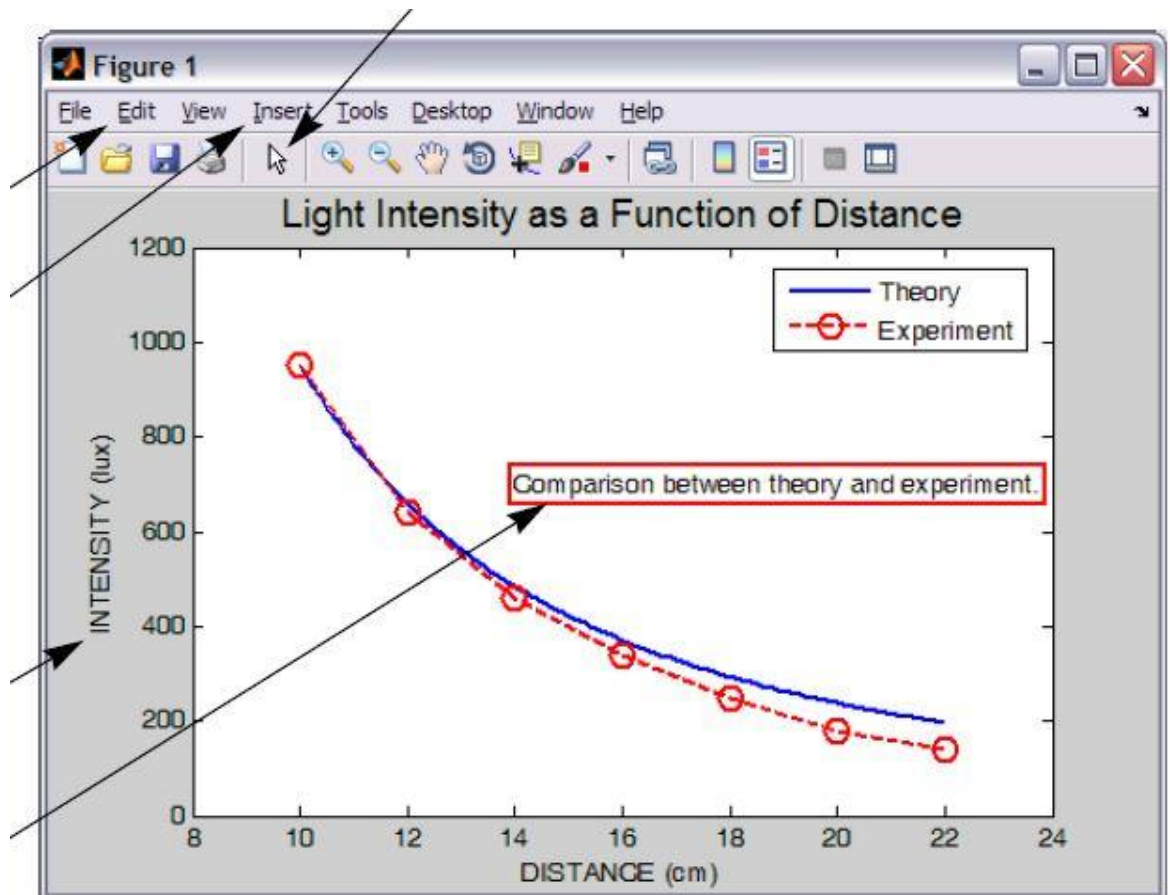 Figure 1
File Edit View Insert Tools Desktop Window Help
Light Intensity as a Function of Distance
1200
1000
800
600
400
200
0
INTENSITY (lux)
Theory
Experiment
Comparison between theory and experiment.
8 10 12 14 16 18 20 22 24
DISTANCE (cm)